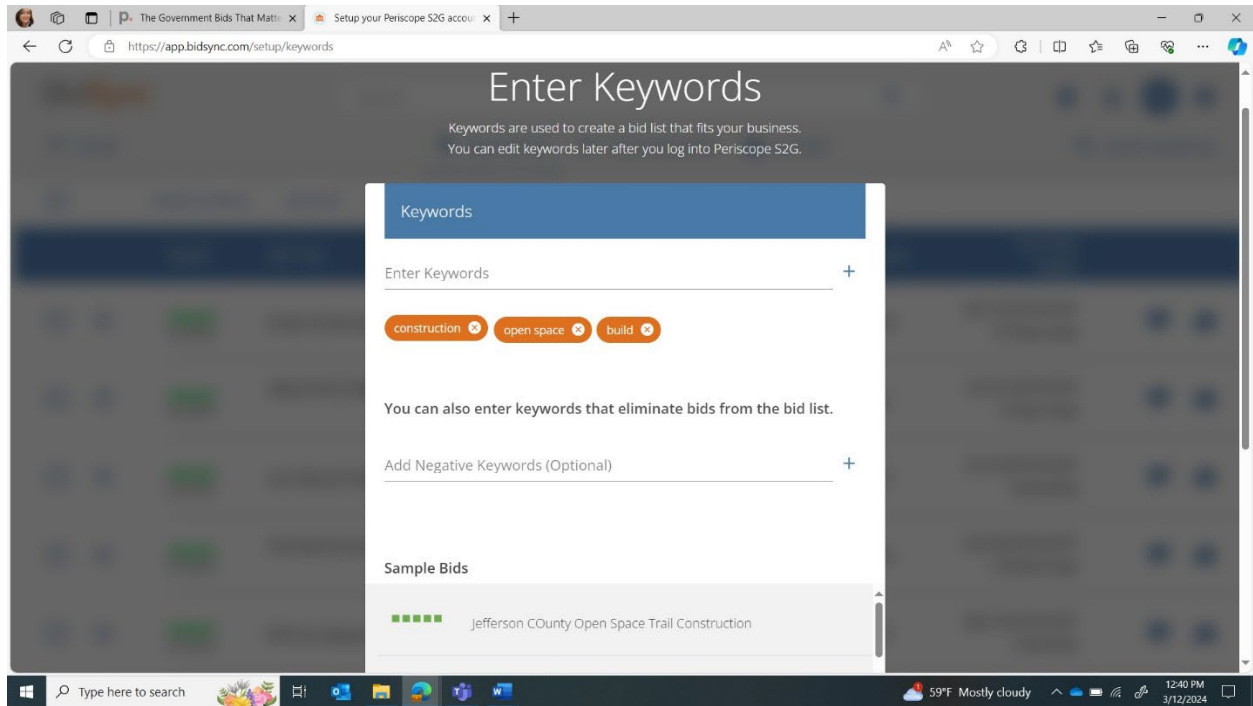 The Government Bids That Matte
Setup your Periscope S2G accou
https://app.bidsync.com/setup/keywords
Enter Keywords
Keywords are used to create a bid list that fits your business.
You can edit keywords later after you log into Periscope S2G.
Keywords
Enter Keywords
construction open space build
You can also enter keywords that eliminate bids from the bid list.
Add Negative Keywords (Optional)
Sample Bids
Jefferson COunty Open Space Trail Construction
Type here to search
59°F Mostly cloudy
12:40 PM
3/12/2024